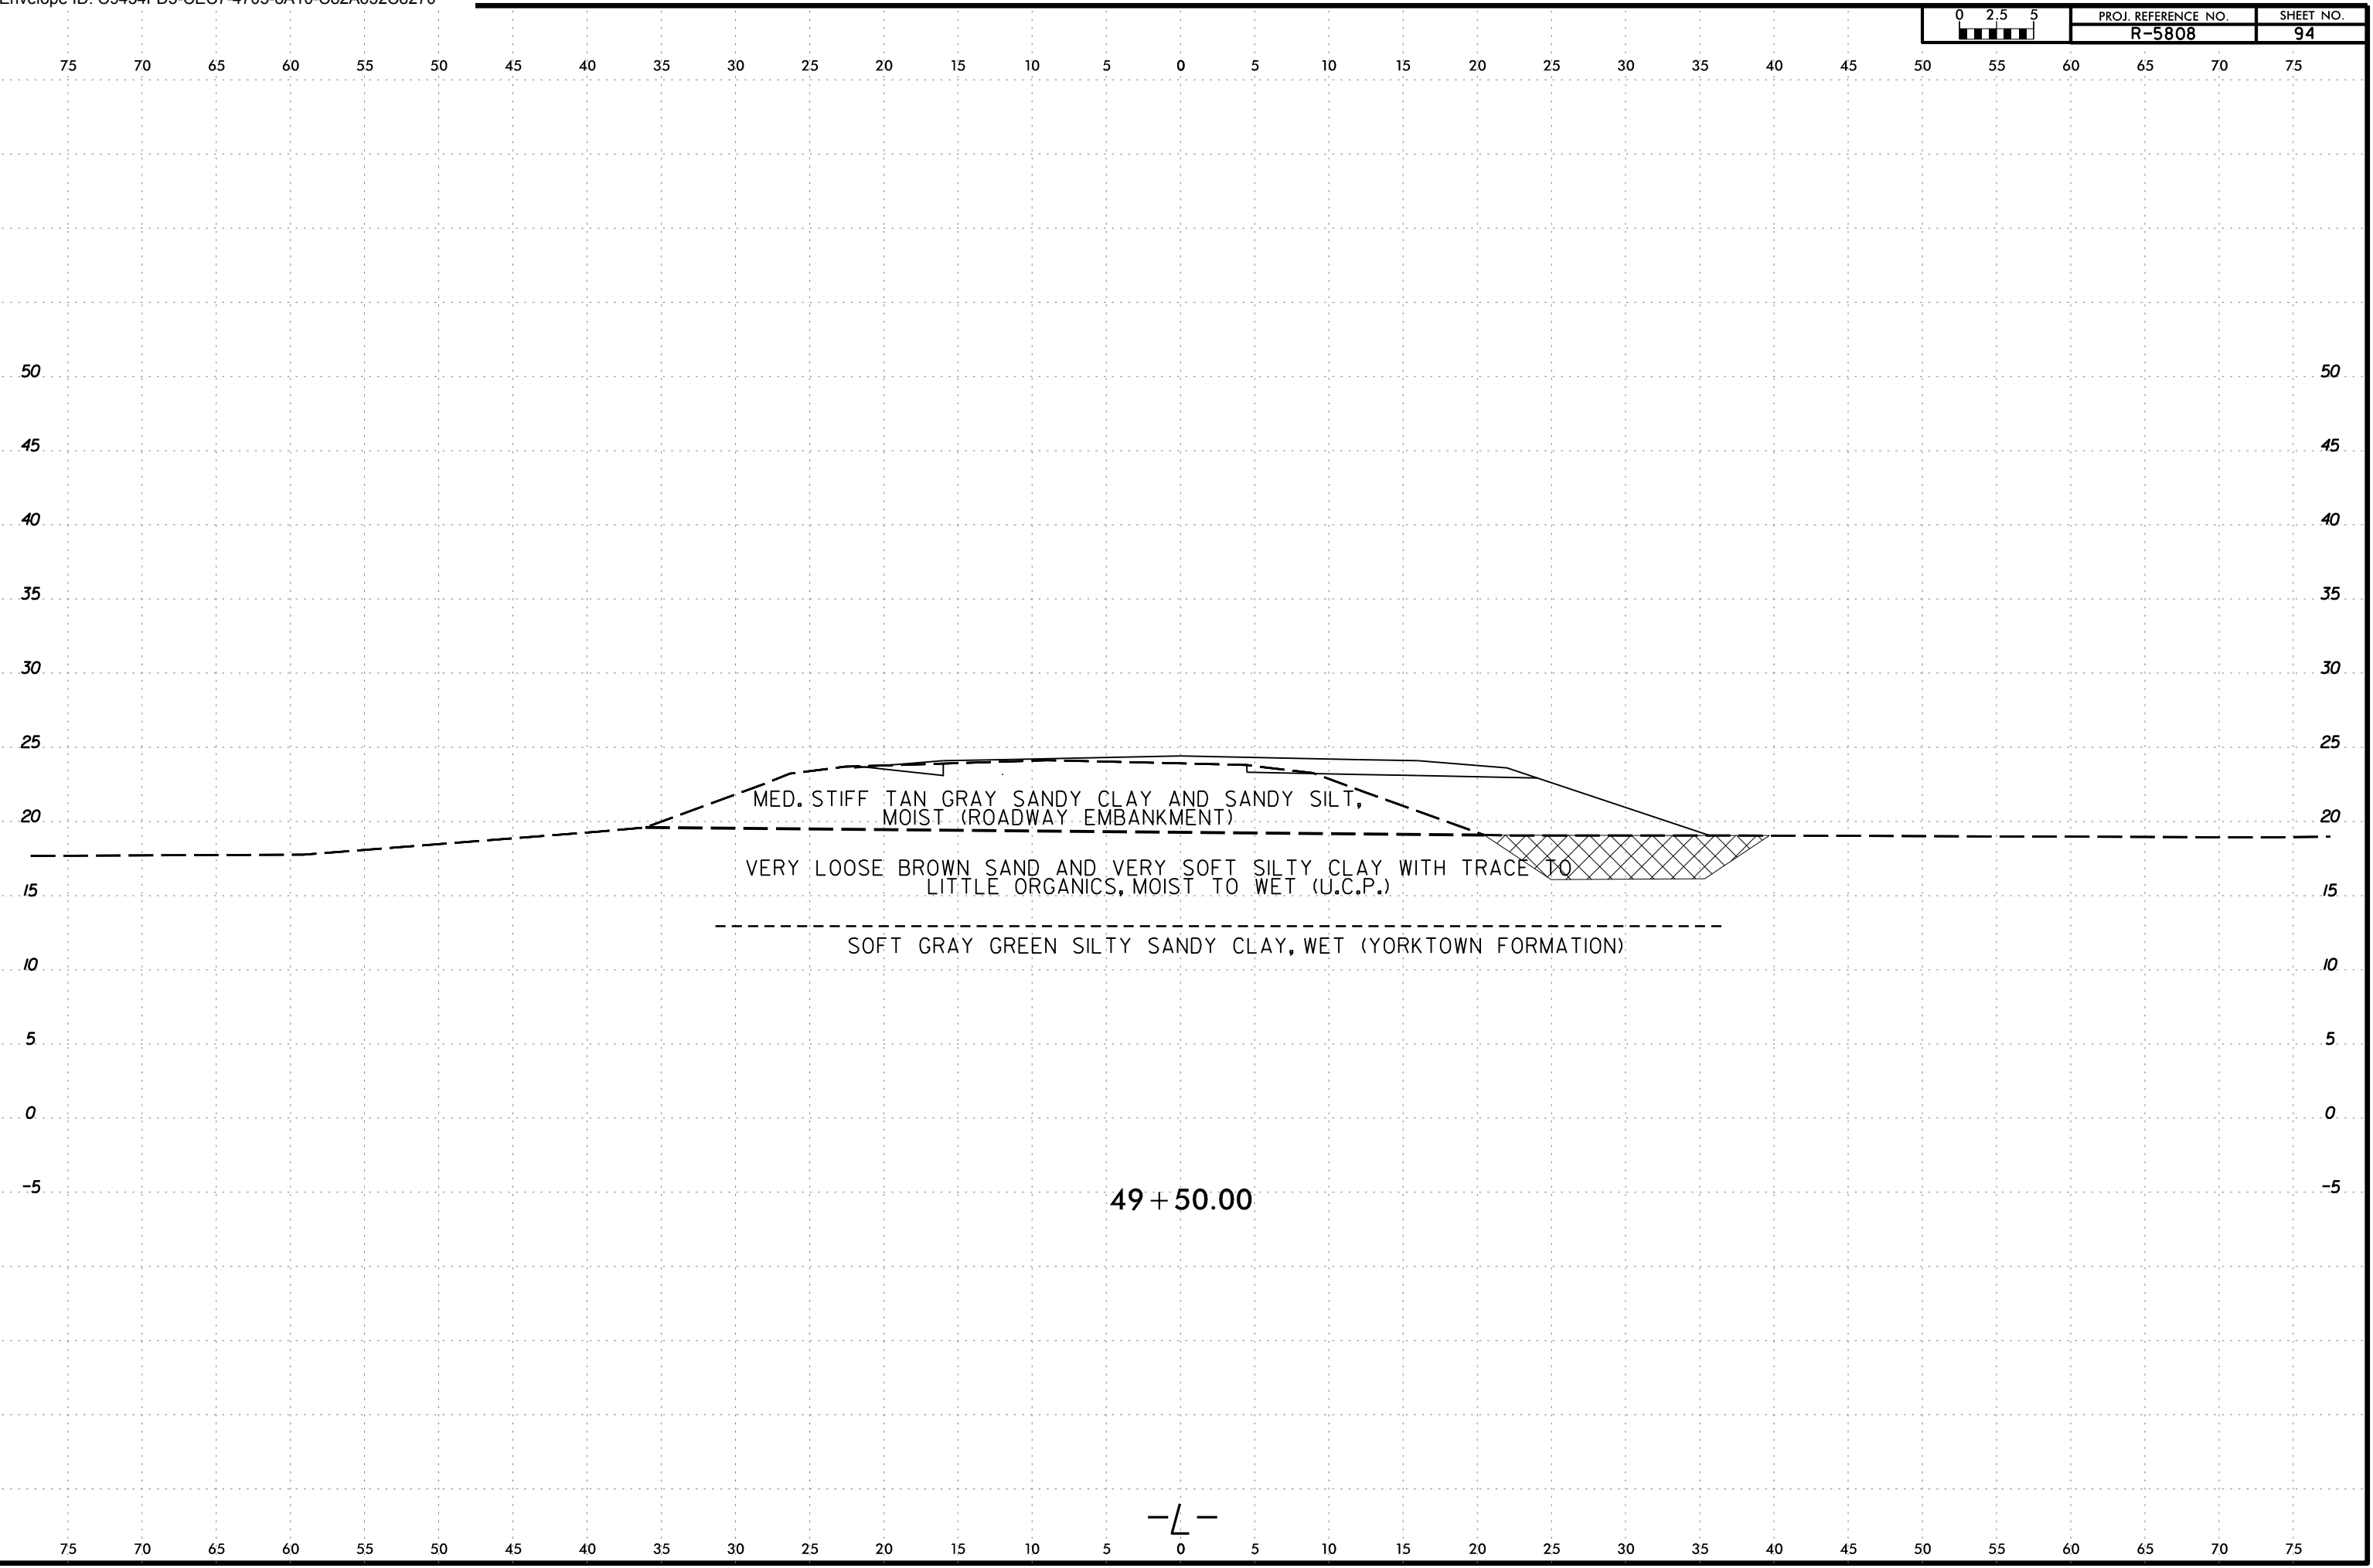 0 2.5 5 PROJ. REFERENCE NO. SHEET NO.
R-5808 94
75 70 65 60 55 50 45 40 35 30 25 20 15 10 5 0 5 10 15 20 25 30 35 40 45 50 55 60 65 70 75
50 50
45 45
40 40
35 35
30 30
25 25
MED. STIFF TAN GRAY SANDY CLAY AND SANDY SILT,
MOIST (ROADWAY EMBANKMENT)
20 20
VERY LOOSE BROWN SAND AND VERY SOFT SILTY CLAY WITH TRACE TO
LITTLE ORGANICS, MOIST TO WET (U.C.P.)
15 15
SOFT GRAY GREEN SILTY SANDY CLAY, WET (YORKTOWN FORMATION)
10 10
5 5
0 0
-5 -5
49+50.00
-L-
75 70 65 60 55 50 45 40 35 30 25 20 15 10 5 0 5 10 15 20 25 30 35 40 45 50 55 60 65 70 75